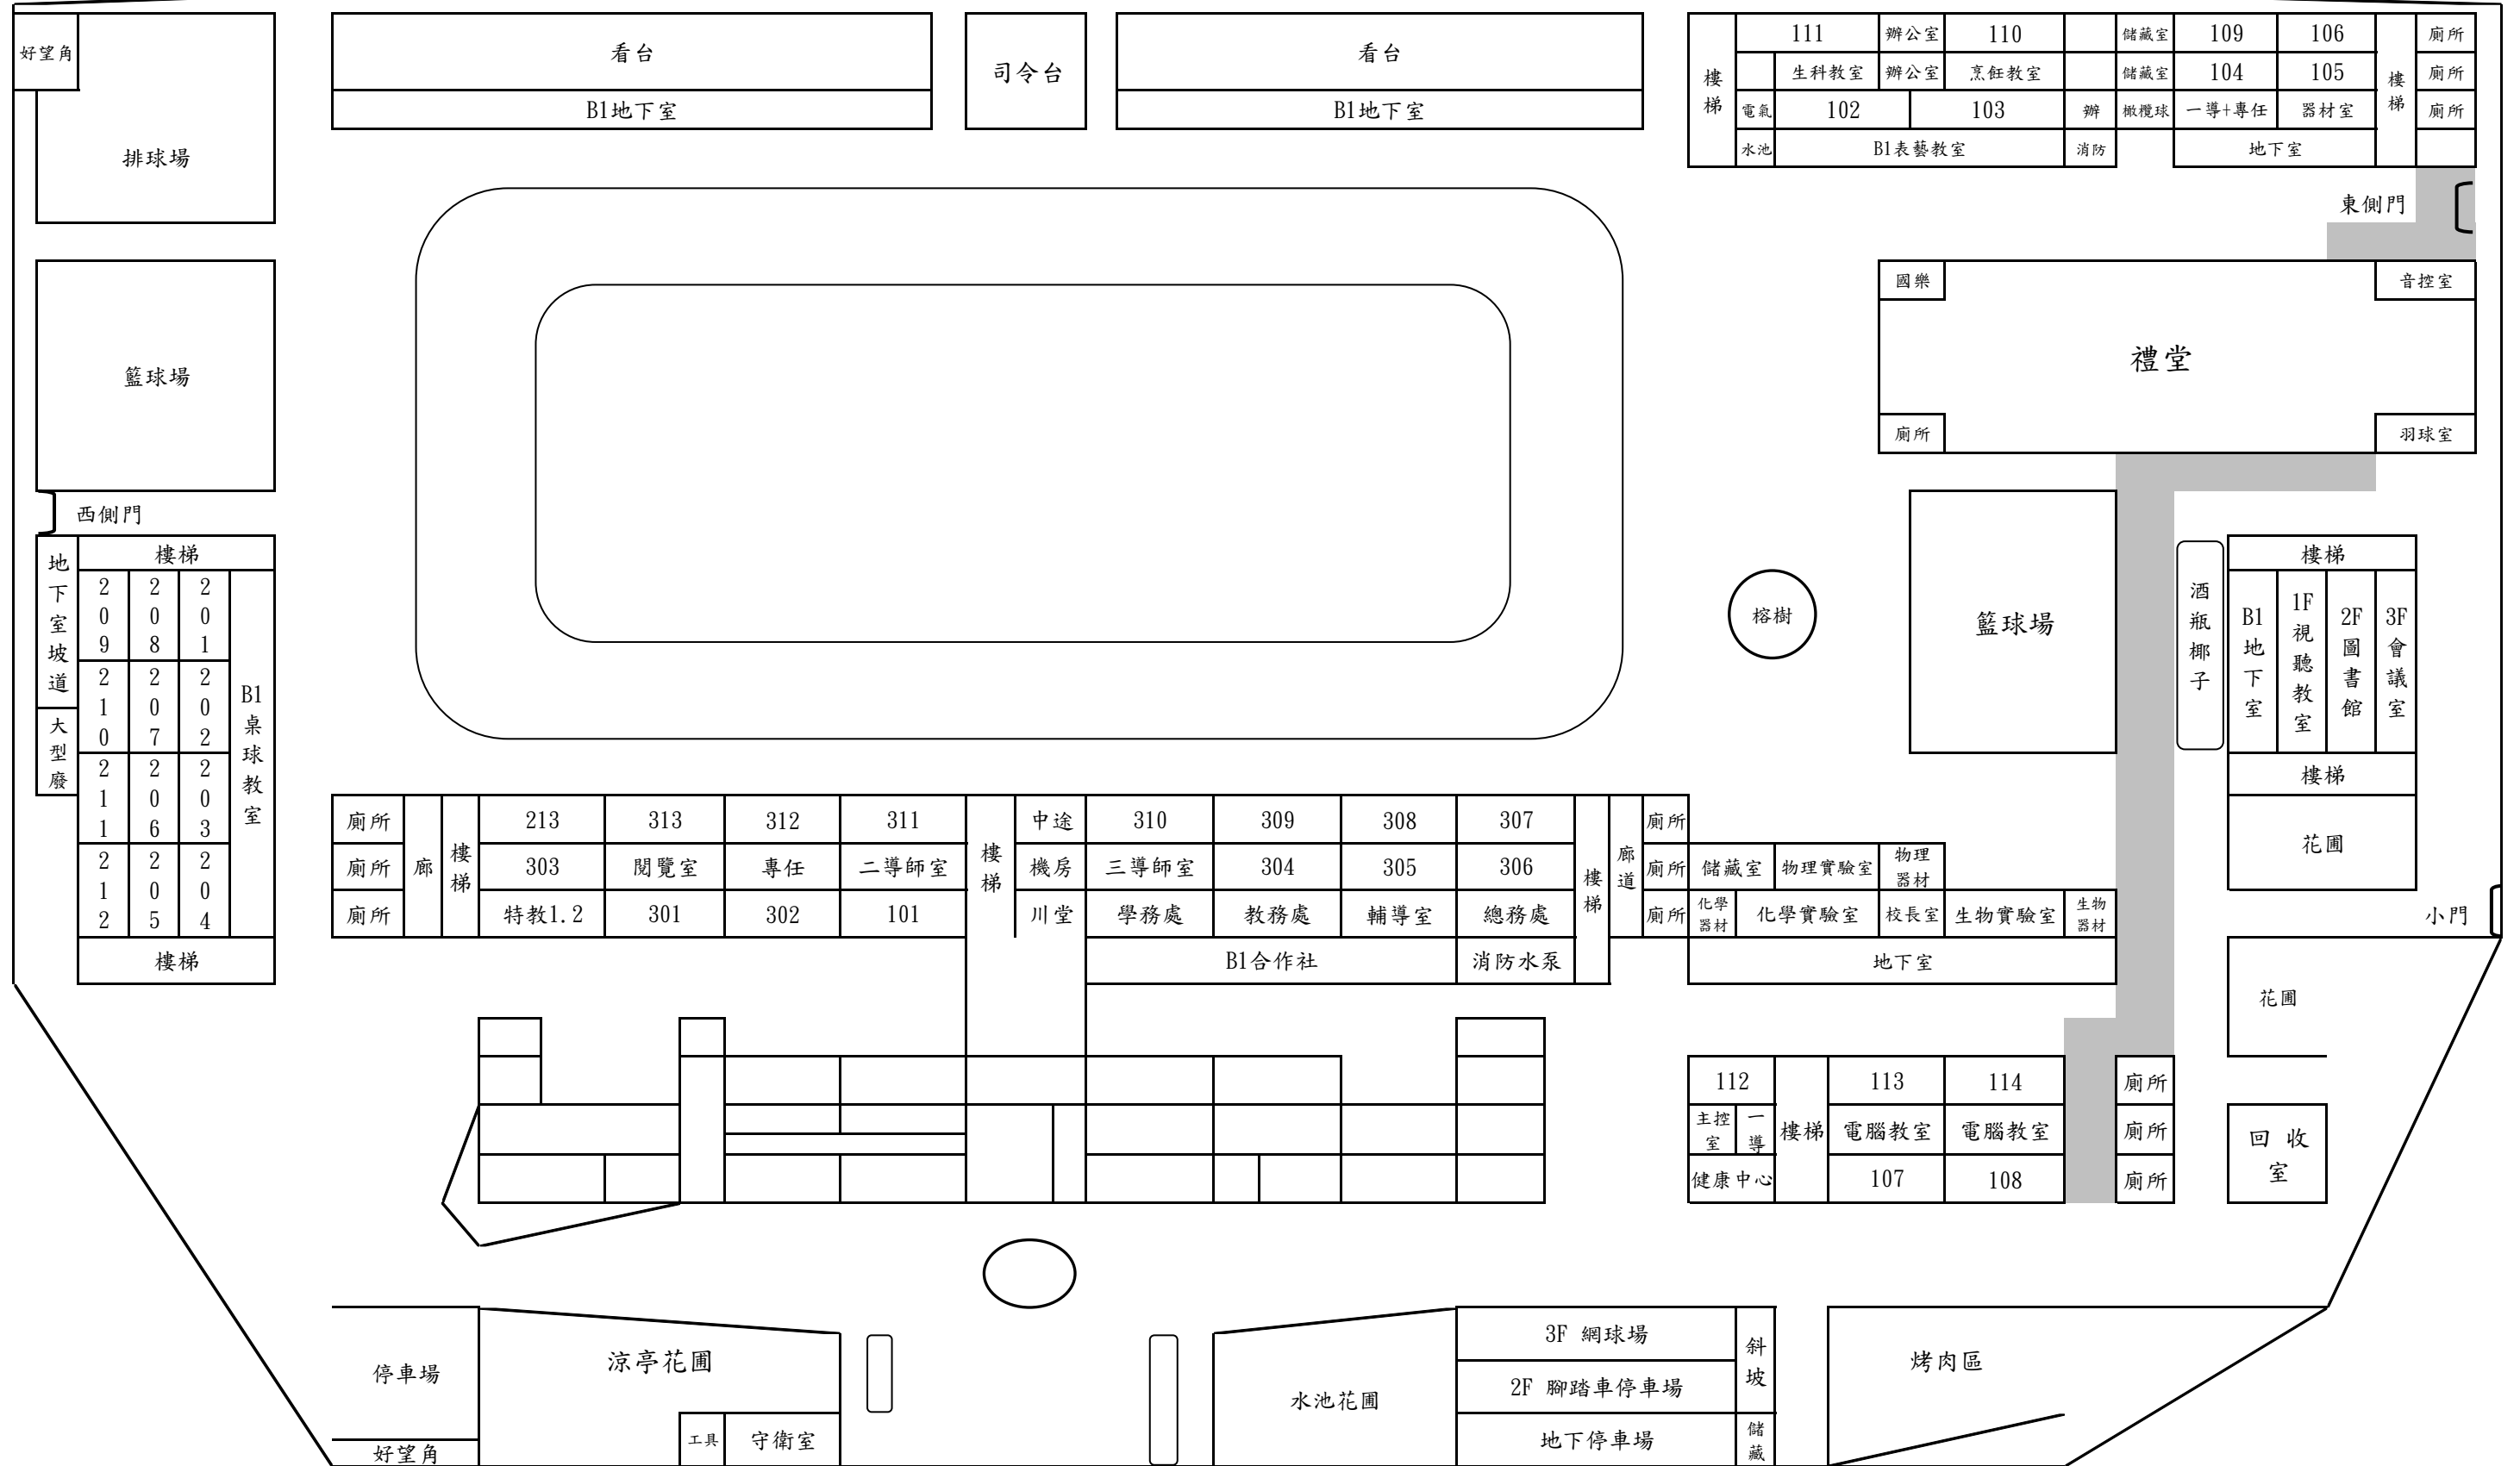 好望角
看台
司令台
看台
B1地下室
B1地下室
排球場
樓梯
111
辦公室
110
儲藏室
109
106
樓梯
廁所
生科教室
辦公室
烹飪教室
儲藏室
104
105
廁所
電氣
102
103
辦
橄欖球
一導+專任
器材室
廁所
水池
B1表藝教室
消防
地下室
東側門
國樂
音控室
籃球場
禮堂
廁所
羽球室
西側門
地下室坡道
大型廢
樓梯
209
208
201
210
207
202
211
206
203
212
205
204
B1桌球教室
樓梯
榕樹
籃球場
酒瓶椰子
樓梯
B1地下室
1F視聽教室
2F圖書館
3F會議室
樓梯
花圃
小門
花圃
廁所
廊
樓梯
213
313
312
311
樓梯
中途
310
309
308
307
樓梯
廊道
廁所
廁所
303
閱覽室
專任
二導師室
機房
三導師室
304
305
306
廁所
儲藏室
物理實驗室
物理
器材
廁所
特教1.2
301
302
101
川堂
學務處
教務處
輔導室
總務處
廁所
化學
器材
化學實驗室
校長室
生物實驗室
生物
器材
B1合作社
消防水泵
地下室
112
樓梯
113
114
廁所
主控
室
一
導
電腦教室
電腦教室
廁所
健康中心
107
108
廁所
回 收
室
停車場
好望角
涼亭花圃
工具
守衛室
水池花圃
3F 網球場
斜坡
2F 腳踏車停車場
地下停車場
儲藏
烤肉區